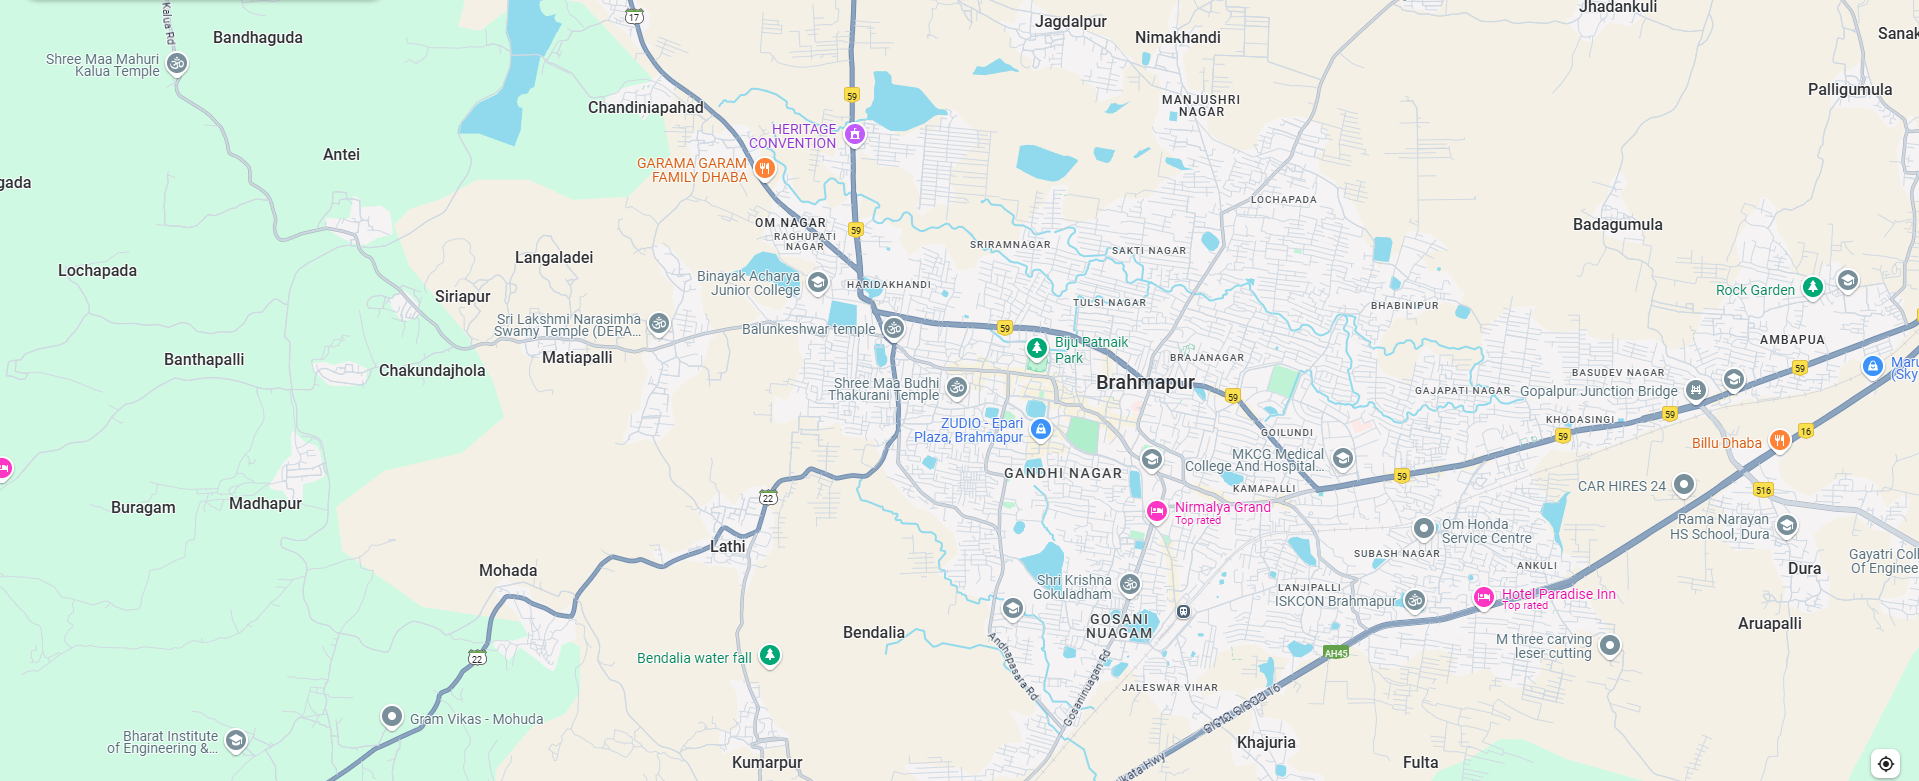 Kalua Rd
17
Jagdalpur
Jhadankuli
Bandhaguda
Nimakhandi
Shree Maa Mahuri
Kalua Temple
Palligumula
59
Chandiniapahad
MANJUSHRI
NAGAR
HERITAGE
CONVENTION
Antei
GARAMA GARAM
FAMILY DHABA
gada
LOCHAPADA
OM NAGAR
RAGHUPATI
NAGAR
59
SRIRAMNAGAR
SAKTI NAGAR
Badagumula
Langaladei
Lochapada
Binayak Acharya
Junior College
HARIDAKHANDI
Rock Garden
Siriapur
TULSI NAGAR
BHABINIPUR
Sri Lakshmi Narasimha
Swamy Temple (DERA...
Balunkeshwar temple
59
AMBAPUA
Banthapalli
Matiapalli
Biju Patnaik
Park
BRAJANAGAR
59
Maru
(Sky
Chakundajhola
Brahmapur
BASUDEV NAGAR
Shree Maa Budhi
Thakurani Temple
59
GAJAPATI NAGAR
Gopalpur Junction Bridge
59
KHODASINGI
ZUDIO - Epari
Plaza, Brahmapur
GOILUNDI
59
16
Billu Dhaba
MKCG Medical
College And Hospital...
GANDHI NAGAR
59
KAMAPALLI
CAR HIRES 24
516
22
Buragam
Madhapur
Nirmalya Grand
Top rated
Om Honda
Service Centre
Rama Narayan
HS School, Dura
Lathi
SUBASH NAGAR
Gayatri Coll
Of Enginee
Mohada
ANKULI
Dura
Shri Krishna
Gokuladham
LANJIPALLI
ISKCON Brahmapur
Hotel Paradise Inn
Top rated
GOSANI
NUAGAM
Aruapalli
Bendalia
M three carving
leser cutting
AH45
22
Bendalia water fall
Andhapasara Rd
Gosaninuagan Rd
JALESWAR VIHAR
Gram Vikas - Mohuda
Bharat Institute
of Engineering &...
Khajuria
Kumarpur
Fulta
kata Hwy